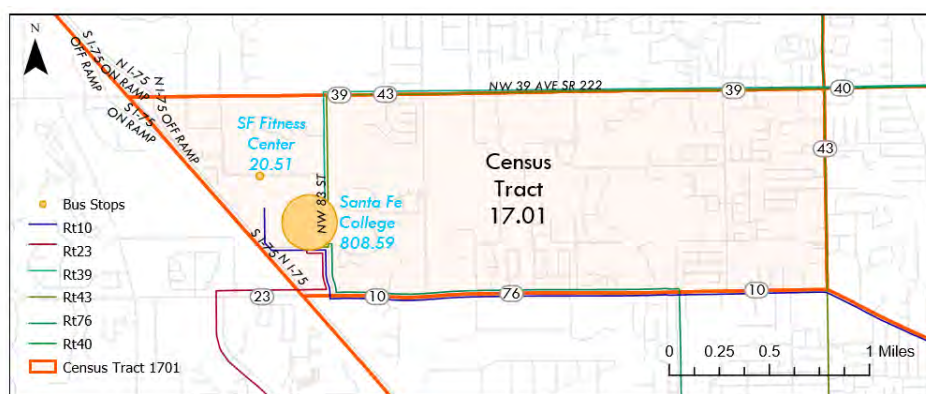 N
S I-75 ON RAMP
OFF RAMP
N I-75
ON RAMP
N I-75 OFF RAMP
S I-75
ON RAMP
39
43
NW 39 AVE SR 222
39
40
SF Fitness
Center
20.51
NW 83 ST
Census
Tract
17.01
43
Santa Fe
College
808.59
S I-75 N I-75
23
10
76
10
Bus Stops
Rt10
Rt23
Rt39
Rt43
Rt76
Rt40
Census Tract 1701
0 0.25 0.5 1 Miles